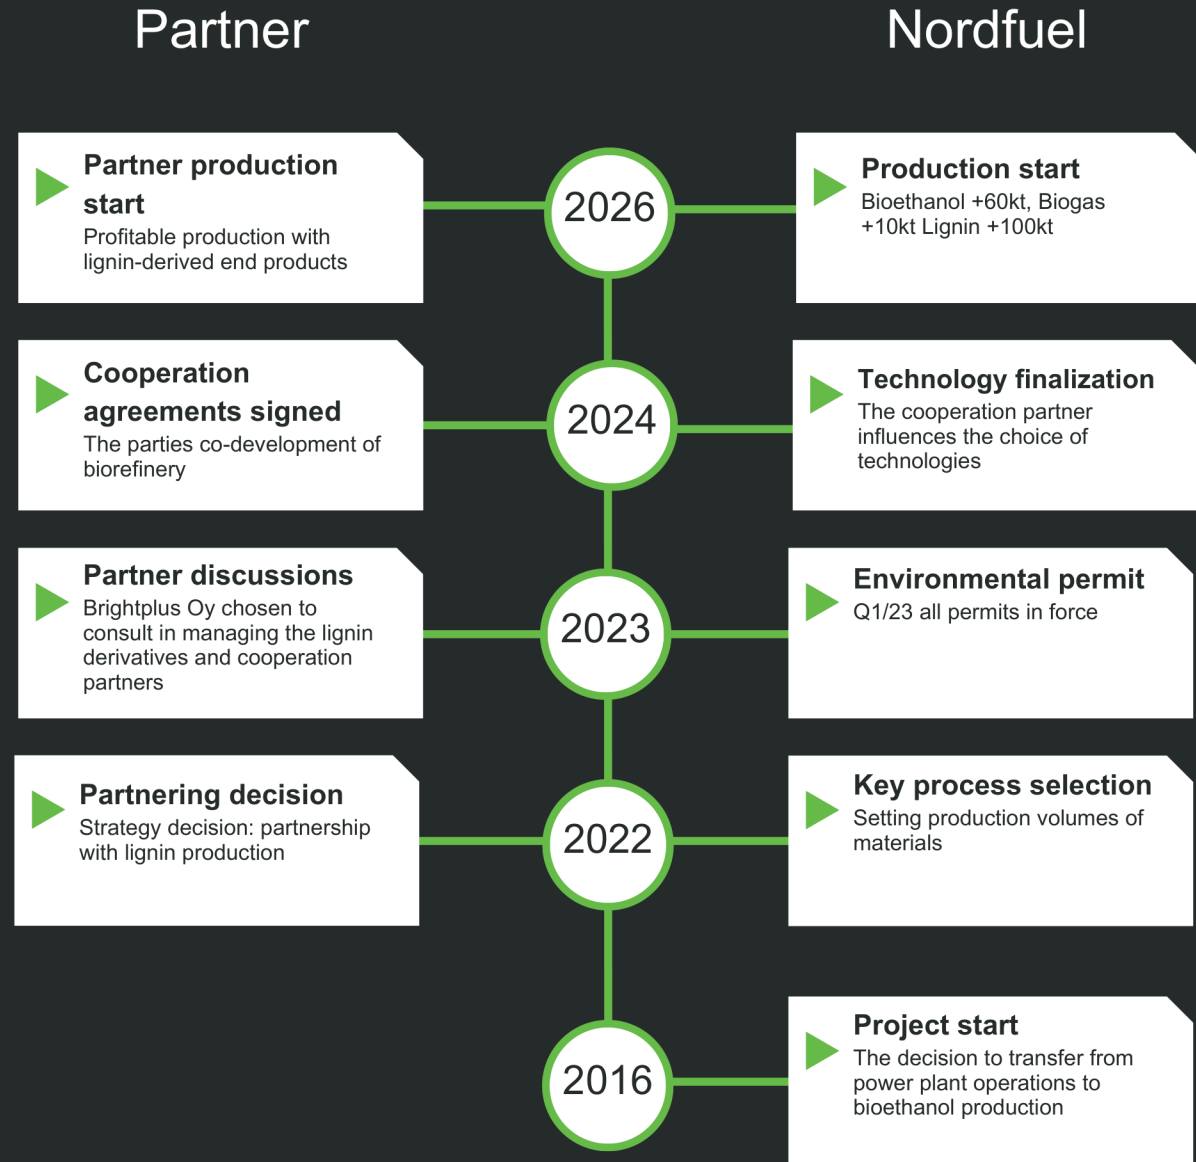 Partner
Nordfuel
Partner production
start
Profitable production with
lignin-derived end products
2026
Production start
Bioethanol +60kt, Biogas
+10kt Lignin +100kt
Cooperation
agreements signed
The parties co-development of
biorefinery
2024
Technology finalization
The cooperation partner
influences the choice of
technologies
Partner discussions
Brightplus Oy chosen to
consult in managing the lignin
derivatives and cooperation
partners
2023
Environmental permit
Q1/23 all permits in force
Partnering decision
Strategy decision: partnership
with lignin production
2022
Key process selection
Setting production volumes of
materials
2016
Project start
The decision to transfer from
power plant operations to
bioethanol production